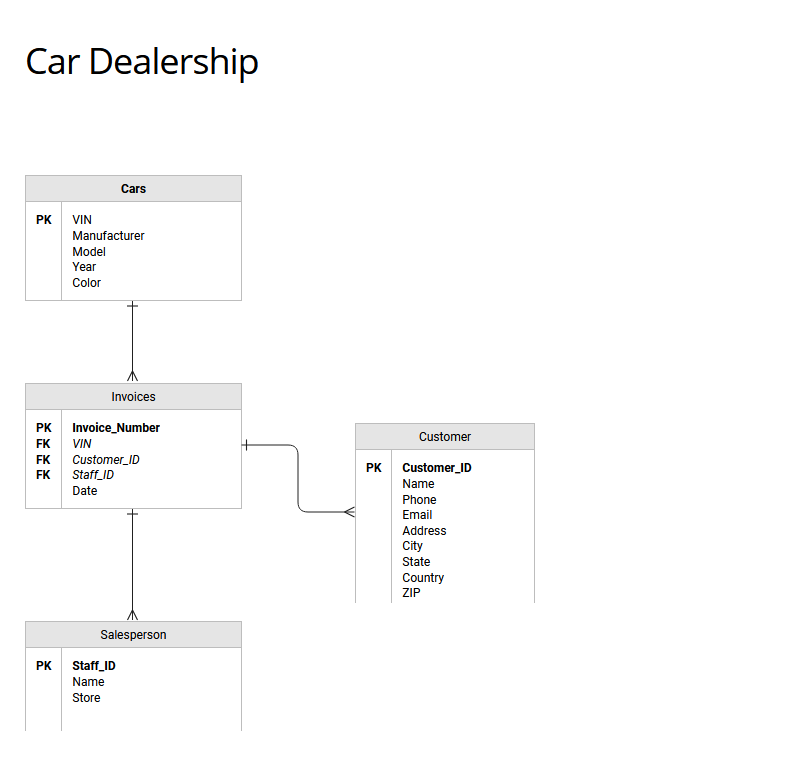 Car Dealership
Cars
PK VIN
Manufacturer
Model
Year
Color
Invoices
PK Invoice_Number
FK VIN
FK Customer_ID
FK Staff_ID
Date
Customer
PK Customer_ID
Name
Phone
Email
Address
City
State
Country
ZIP
Salesperson
PK Staff_ID
Name
Store